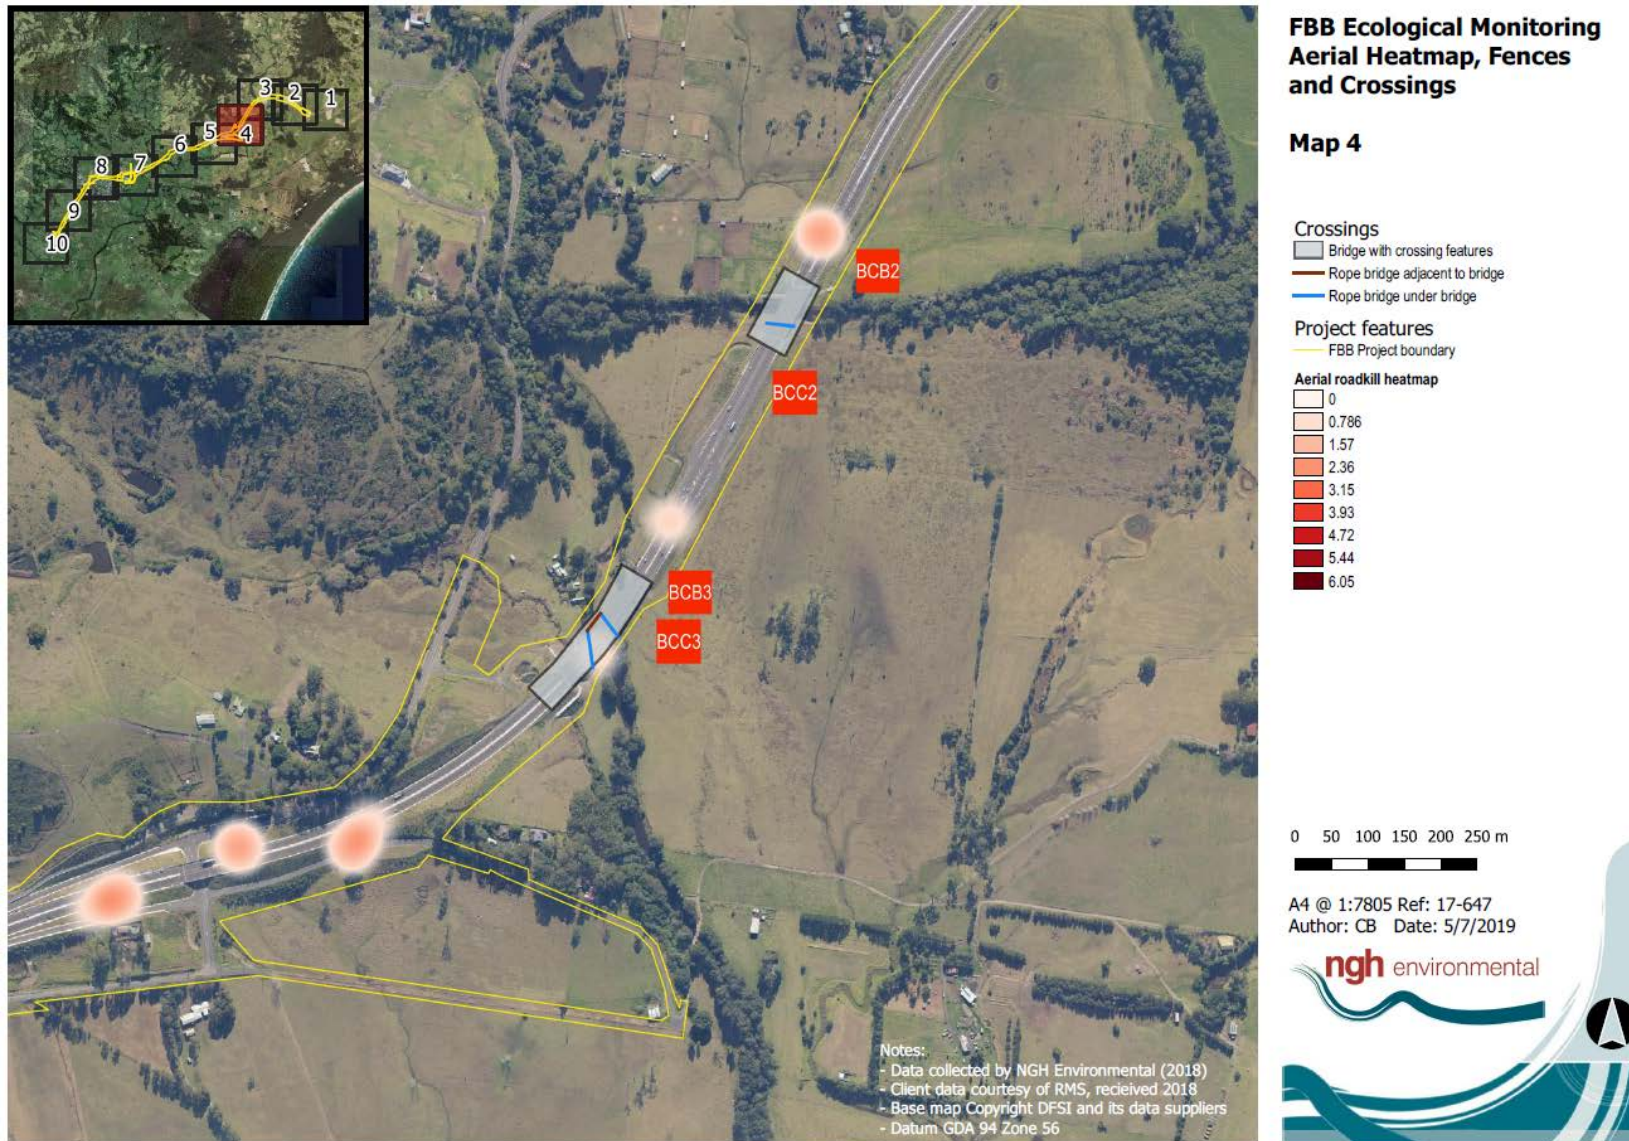 FBB Ecological Monitoring
Aerial Heatmap, Fences
and Crossings
Map 4
1
2
3
4
5
6
7
8
9
10
BCB2
BCC2
BCB3
BCC3
Crossings
Bridge with crossing features
Rope bridge adjacent to bridge
Rope bridge under bridge
Project features
FBB Project boundary
Aerial roadkill heatmap
0
0.786
1.57
2.36
3.15
3.93
4.72
5.44
6.05
0 50 100 150 200 250 m
A4 @ 1:7805 Ref: 17-647
Author: CB Date: 5/7/2019
ngh environmental
Notes:
- Data collected by NGH Environmental (2018)
- Client data courtesy of RMS, recieived 2018
- Base map Copyright DFSI and its data suppliers
- Datum GDA 94 Zone 56